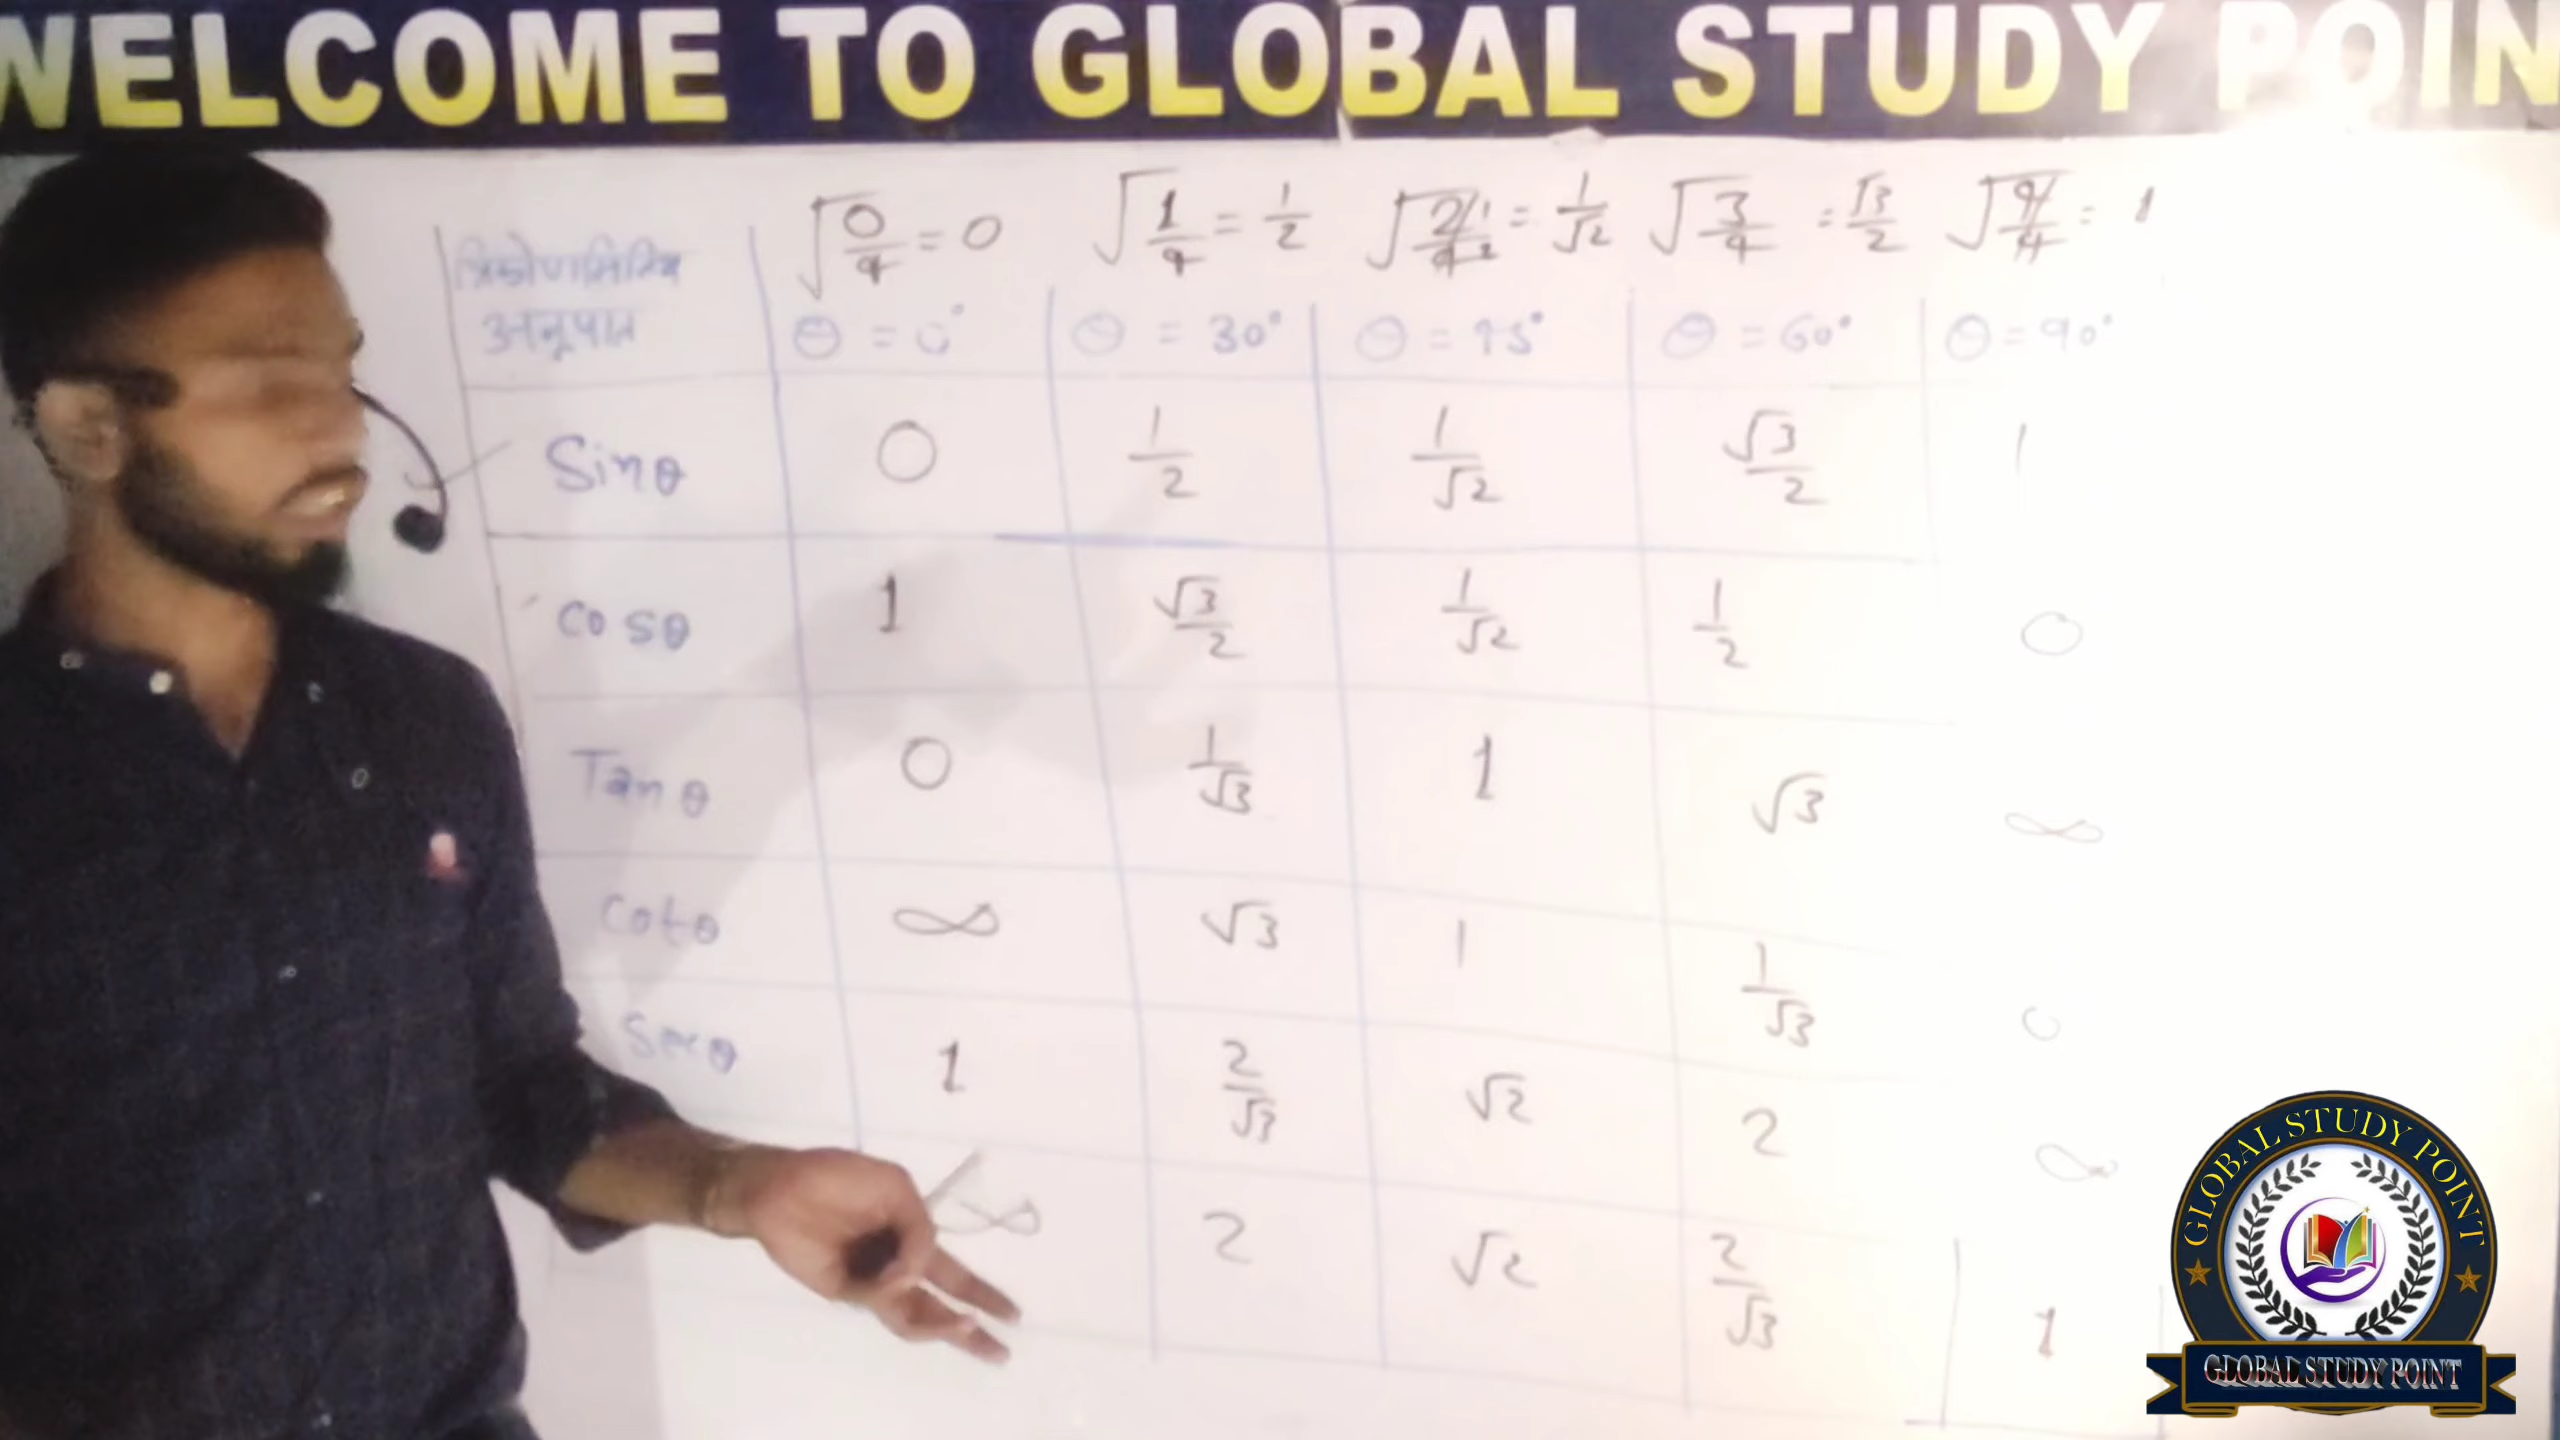 WELCOME TO GLOBAL STUDY POIN
√0/4 = 0 √1/4 = 1/2 √2/4 1/2 = 1/√2 √3/4 = √3/2 √4/4 = 1
त्रिकोणमितिय
अनूपात θ = 0° θ = 30° θ = 45° θ = 60° θ = 90°
Sinθ 0 1/2 1/√2 √3/2 1
Cosθ 1 √3/2 1/√2 1/2 0
Tanθ 0 1/√3 1 √3 ∞
Cotθ ∞ √3 1 1/√3 0
Secθ 1 2/√3 √2 2 ∞
∞ 2 √2 2/√3 1
GLOBAL STUDY POINT
GLOBAL STUDY POINT